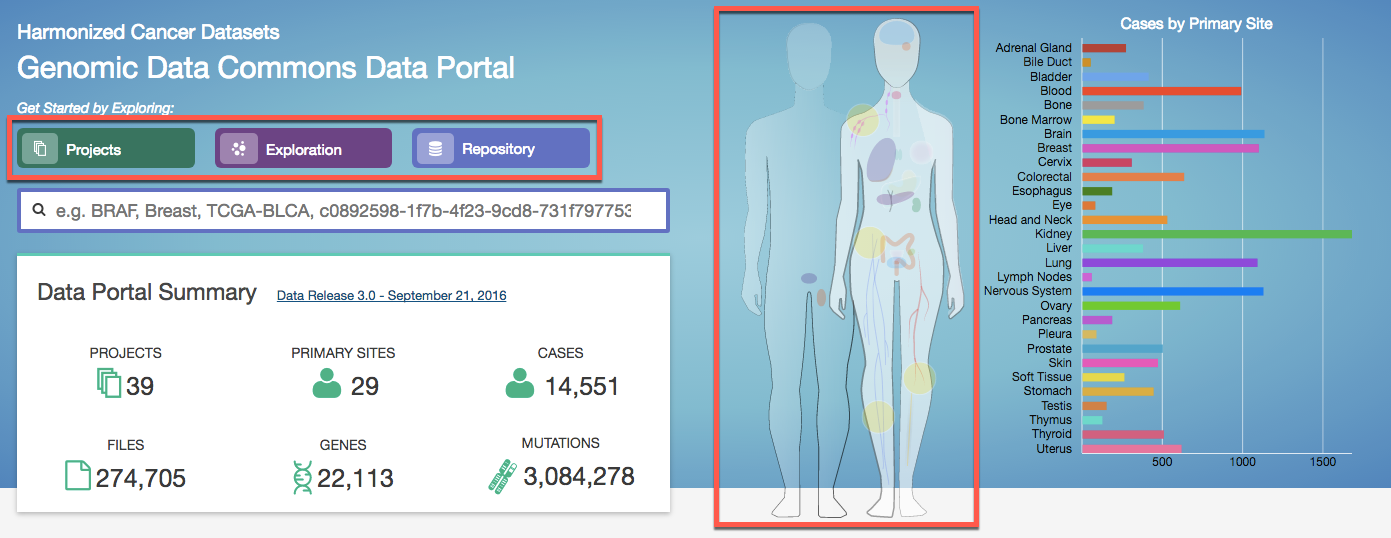 Harmonized Cancer Datasets
Genomic Data Commons Data Portal
Get Started by Exploring:
Projects
Exploration
Repository
e.g. BRAF, Breast, TCGA-BLCA, c0892598-1f7b-4f23-9cd8-731f797753
Data Portal Summary
Data Release 3.0 - September 21, 2016
PROJECTS
39
PRIMARY SITES
29
CASES
14,551
FILES
274,705
GENES
22,113
MUTATIONS
3,084,278
Cases by Primary Site
Adrenal Gland
Bile Duct
Bladder
Blood
Bone
Bone Marrow
Brain
Breast
Cervix
Colorectal
Esophagus
Eye
Head and Neck
Kidney
Liver
Lung
Lymph Nodes
Nervous System
Ovary
Pancreas
Pleura
Prostate
Skin
Soft Tissue
Stomach
Testis
Thymus
Thyroid
Uterus
500
1000
1500